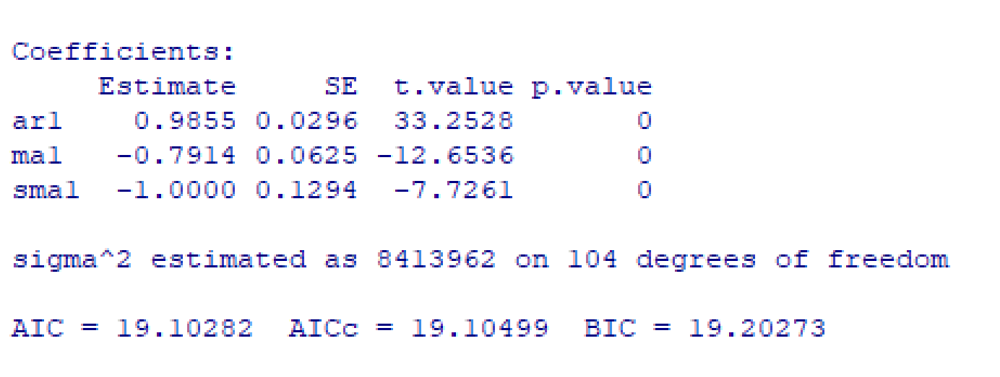 Coefficients:
Estimate SE t.value p.value
ar1 0.9855 0.0296 33.2528 0
ma1 -0.7914 0.0625 -12.6536 0
sma1 -1.0000 0.1294 -7.7261 0
sigma^2 estimated as 8413962 on 104 degrees of freedom
AIC = 19.10282 AICc = 19.10499 BIC = 19.20273